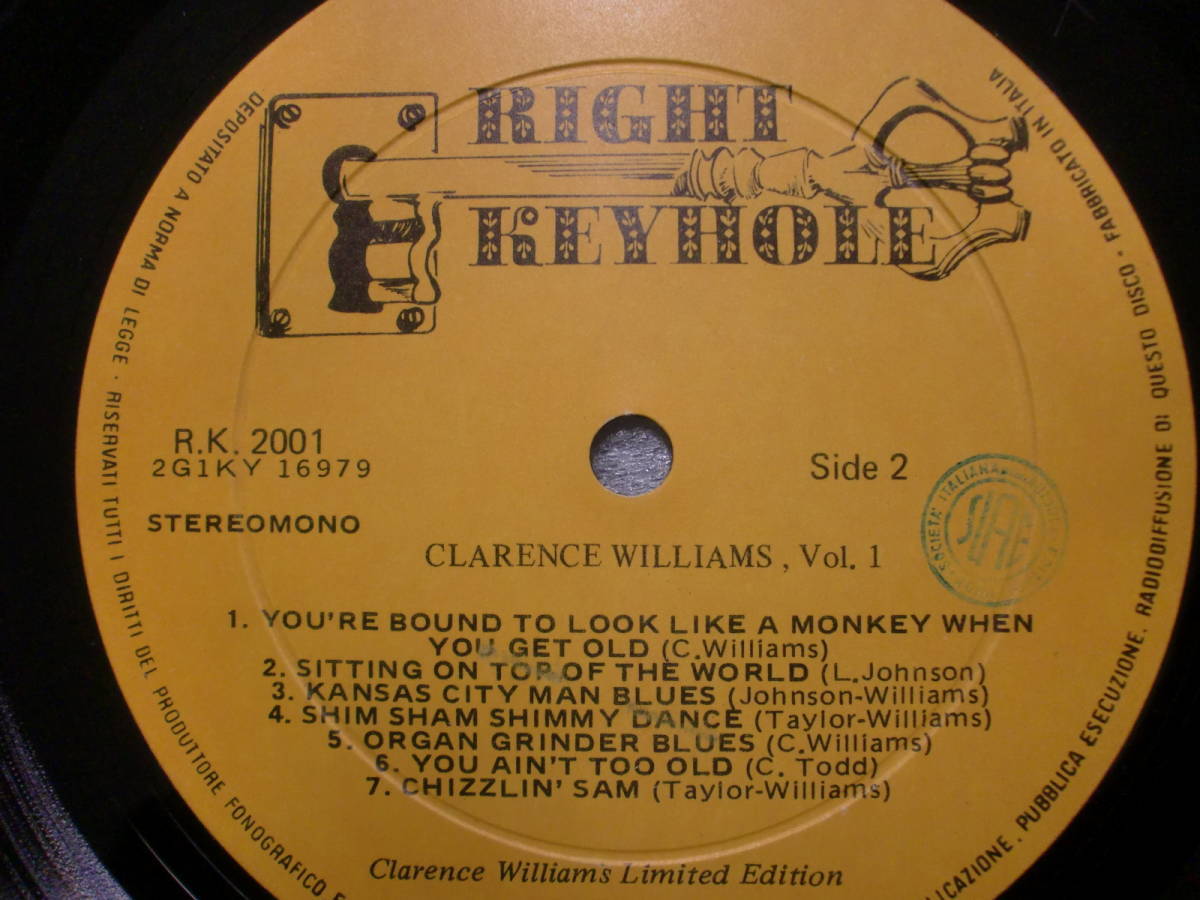 RIGHT
KEYHOLE
R.K. 2001
2G1KY 16979
Side 2
STEREOMONO
CLARENCE WILLIAMS , Vol. 1
1. YOU'RE BOUND TO LOOK LIKE A MONKEY WHEN
YOU GET OLD (C.Williams)
2. SITTING ON TOP OF THE WORLD (L.Johnson)
3. KANSAS CITY MAN BLUES (Johnson-Williams)
4. SHIM SHAM SHIMMY DANCE (Taylor-Williams)
5. ORGAN GRINDER BLUES (C.Williams)
6. YOU AIN'T TOO OLD (C. Todd)
7. CHIZZLIN' SAM (Taylor-Williams)
Clarence William's Limited Edition
DEPOSITATO A NORMA DI LEGGE · RISERVATI TUTTI I DIRITTI DEL PRODUTTORE FONOGRAFICO E
LICAZIONE. PUBBLICA ESECUZIONE. RADIODIFFUSIONE DI QUESTO DISCO · FABBRICATO IN ITALIA
SOCIETA' ITALIANA
SIAE